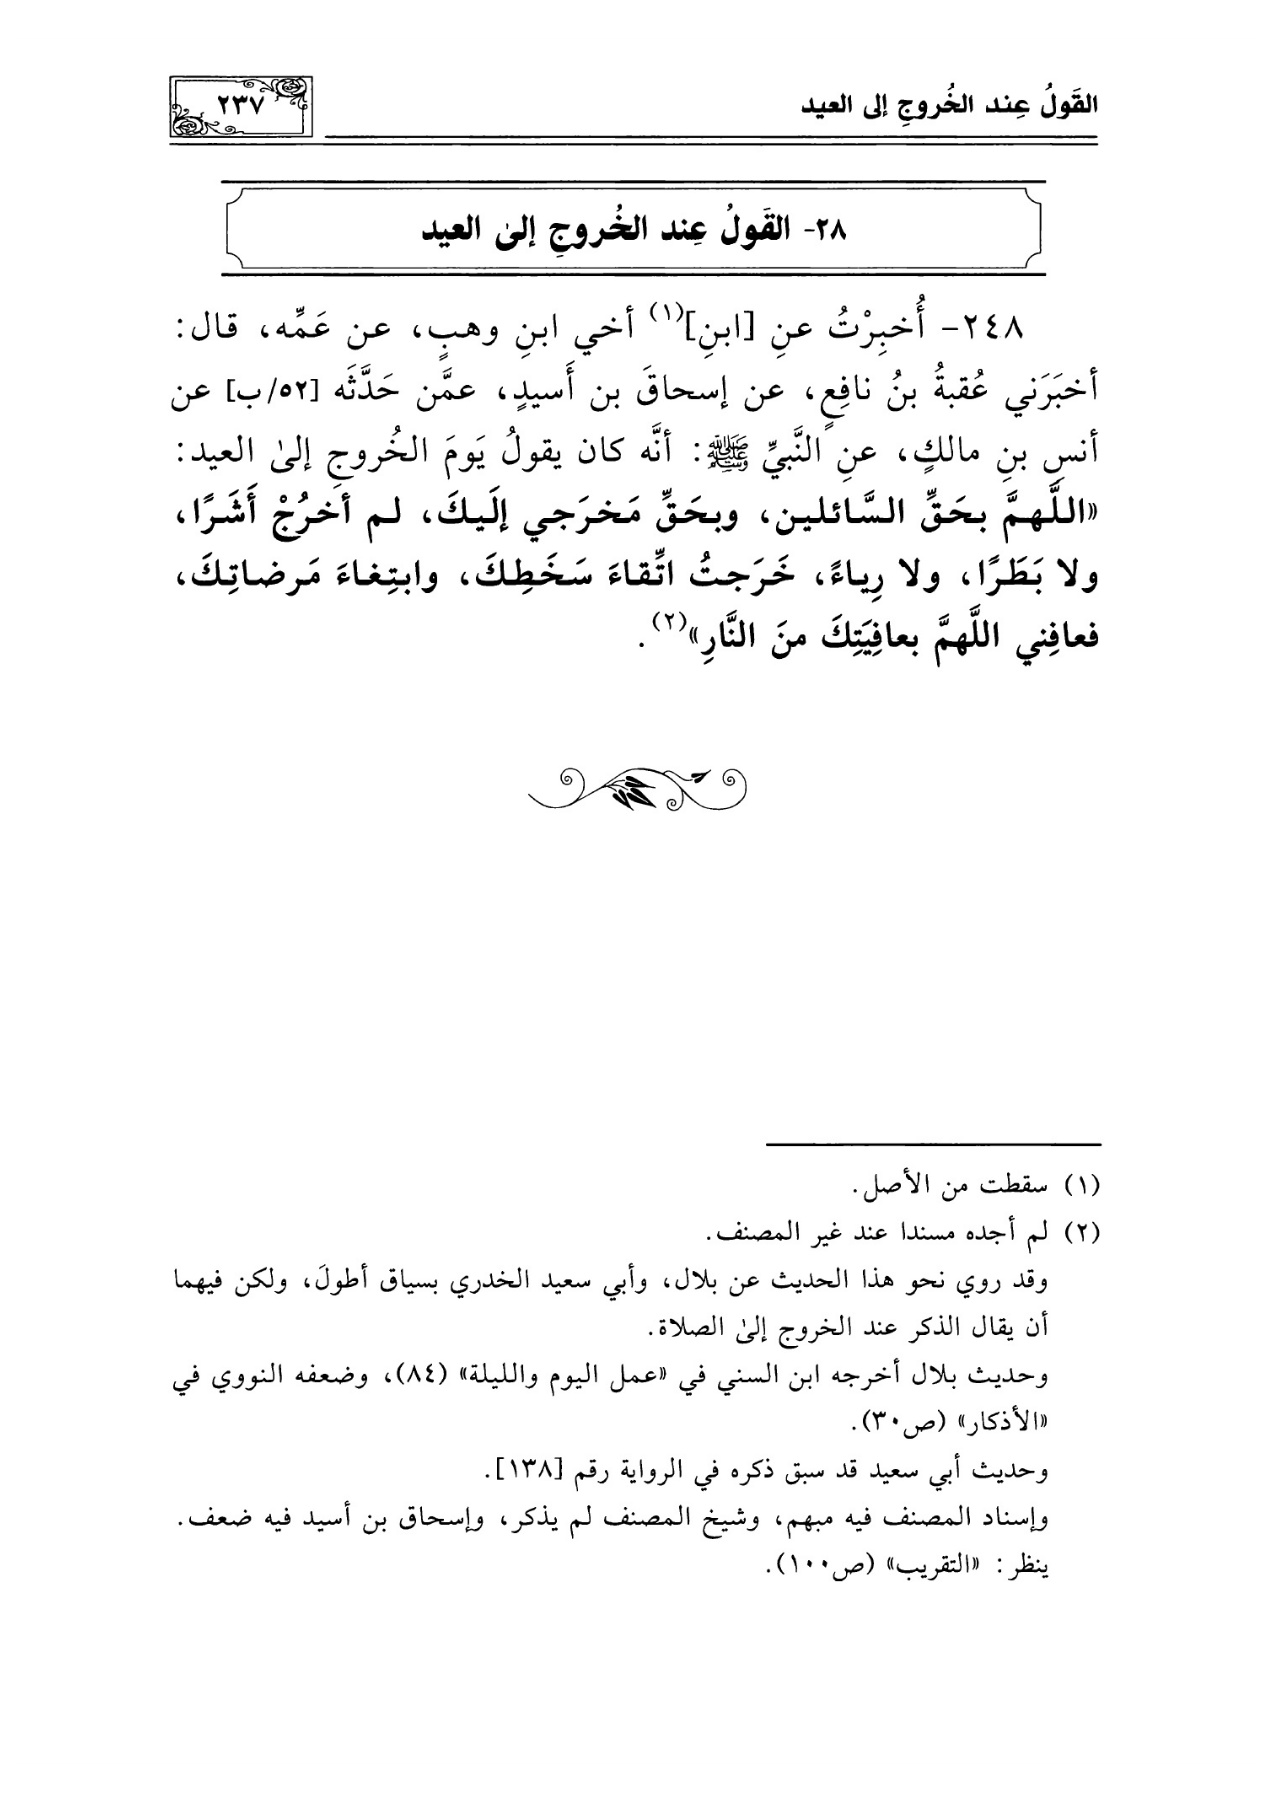 القَولُ عِند الخُروجِ إلى العيد
٢٣٧
٢٨- القَولُ عِند الخُروجِ إلىٰ العيد
٢٤٨- أُخبِرْتُ عنِ [ابنِ](١) أخي ابنِ وهبٍ، عن عَمِّه، قال:
أخبَرَني عُقبةُ بنُ نافِعٍ، عن إسحاقَ بن أَسيدٍ، عمَّن حَدَّثَه [٥٢/ب] عن
أنسِ بنِ مالكٍ، عنِ النَّبيِّ ﷺ: أنَّه كان يقولُ يَومَ الخُروجِ إلىٰ العيد:
«اللَّهمَّ بحَقِّ السَّائلين، وبحَقِّ مَخرَجي إلَيكَ، لم أخرُجْ أَشَرًا،
ولا بَطَرًا، ولا رِياءً، خَرَجتُ اتِّقاءَ سَخَطِكَ، وابتِغاءَ مَرضاتِكَ،
فعافِني اللَّهمَّ بعافِيَتِكَ منَ النَّارِ»(٢).
(١) سقطت من الأصل.
(٢) لم أجده مسندا عند غير المصنف.
وقد روي نحو هذا الحديث عن بلال، وأبي سعيد الخدري بسياق أطولَ، ولكن فيهما
أن يقال الذكر عند الخروج إلىٰ الصلاة.
وحديث بلال أخرجه ابن السني في «عمل اليوم والليلة» (٨٤)، وضعفه النووي في
«الأذكار» (ص٣٠).
وحديث أبي سعيد قد سبق ذكره في الرواية رقم [١٣٨].
وإسناد المصنف فيه مبهم، وشيخ المصنف لم يذكر، وإسحاق بن أسيد فيه ضعف.
ينظر: «التقريب» (ص١٠٠).